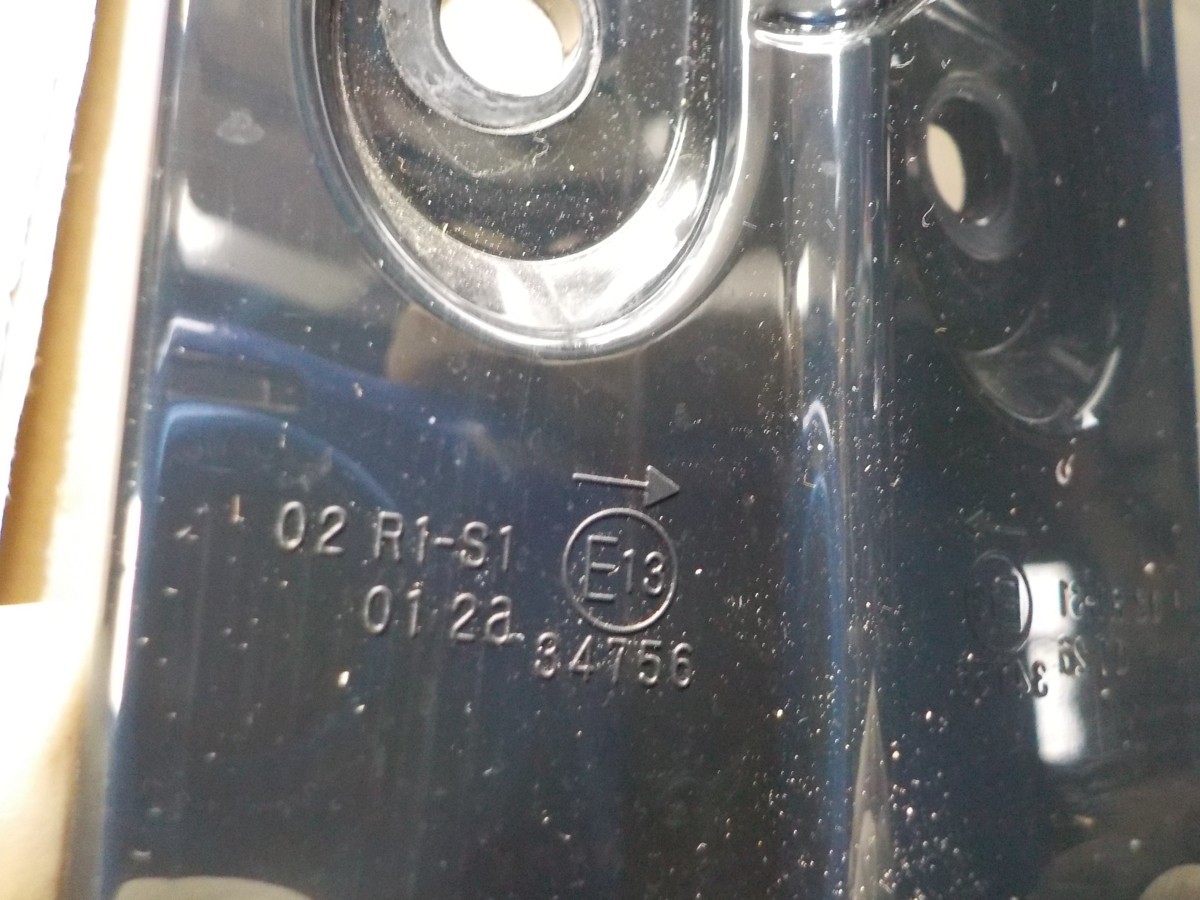 →
02 R1-S1 E13
01 2a
34756